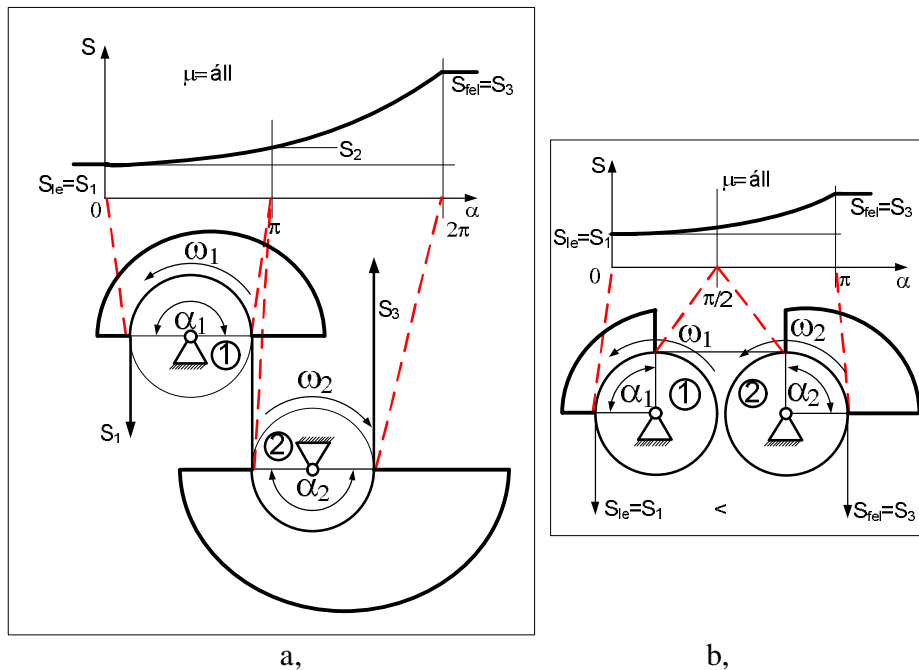 S
μ=áll
S_fel=S_3
S_2
S_le=S_1
0
π
α
2π
ω_1
α_1
①
S_1
S_3
ω_2
②
α_2
S
μ=áll
S_fel=S_3
S_le=S_1
0
π/2
π
α
ω_1
ω_2
α_1
①
②
α_2
S_le=S_1 < S_fel=S_3
a, b,